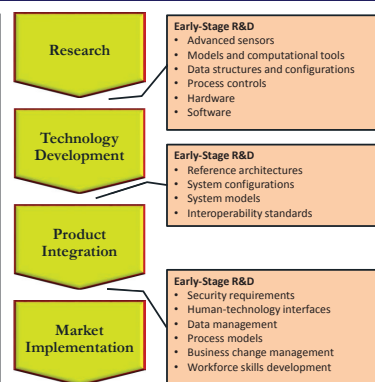 Research
Early-Stage R&D
• Advanced sensors
• Models and computational tools
• Data structures and configurations
• Process controls
• Hardware
• Software
Technology
Development
Early-Stage R&D
• Reference architectures
• System configurations
• System models
• Interoperability standards
Product
Integration
Early-Stage R&D
• Security requirements
• Human-technology interfaces
• Data management
• Process models
• Business change management
• Workforce skills development
Market
Implementation